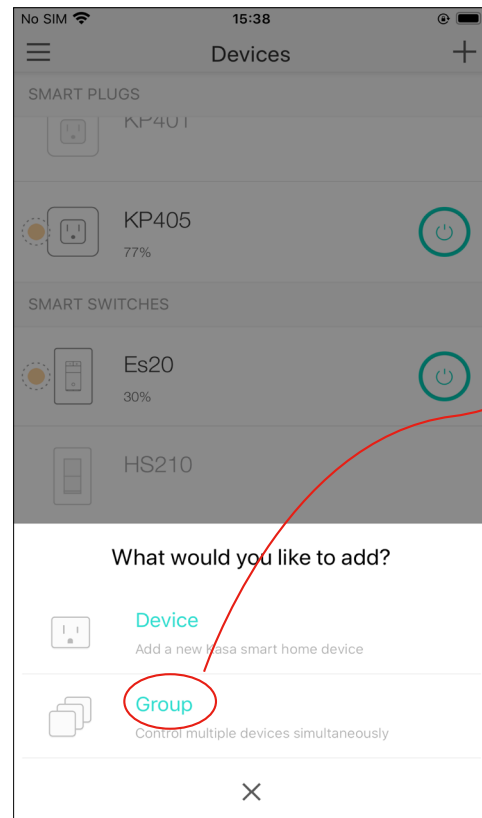 No SIM 15:38
Devices
SMART PLUGS
KP401
KP405
77%
SMART SWITCHES
Es20
30%
HS210
What would you like to add?
Device
Add a new Kasa smart home device
Group
Control multiple devices simultaneously